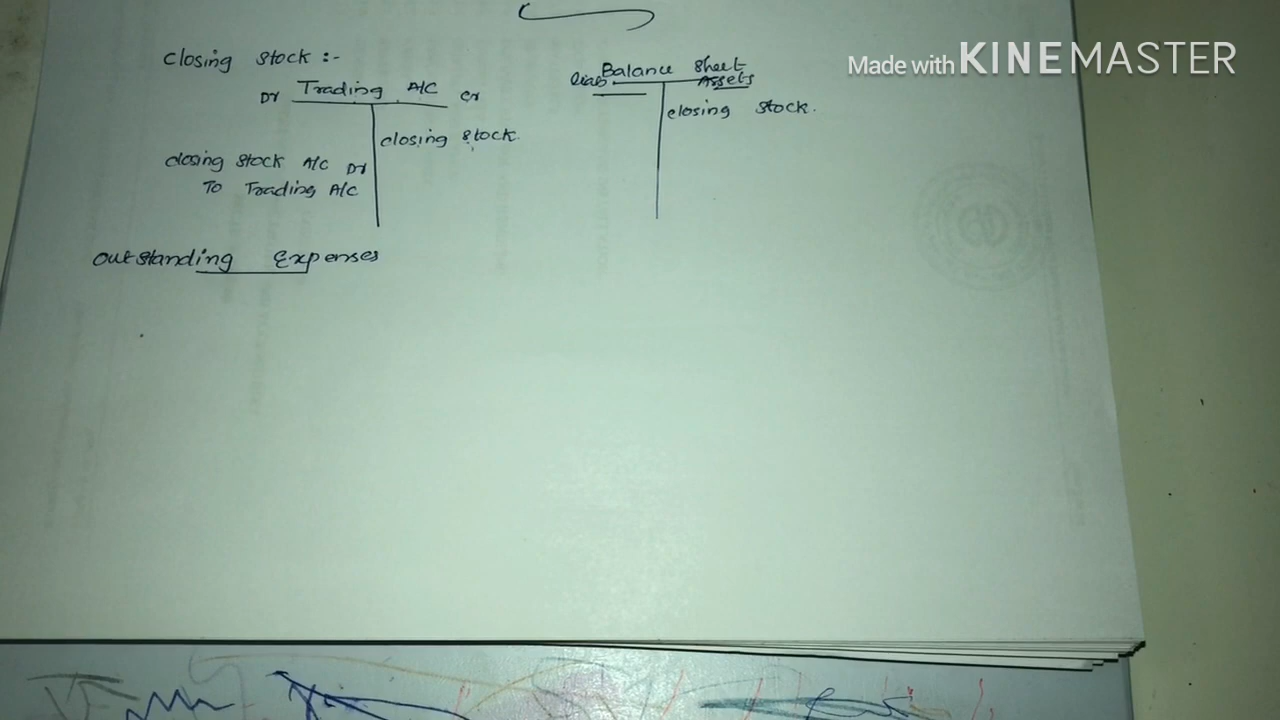 Made with KINEMASTER
closing stock :-
Dr Trading A/C Cr
closing stock.
closing stock A/C Dr
To Trading A/C
Balance Sheet
Liab Assets
closing stock.
outstanding Expenses